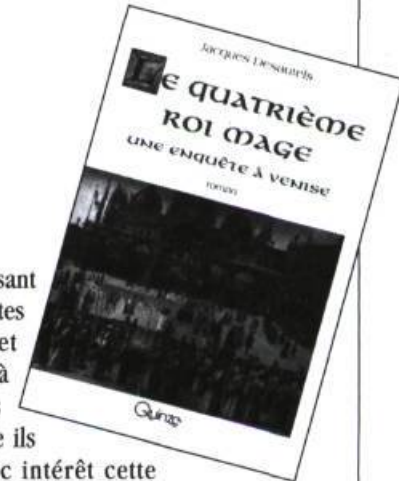 Jacques Desautels
Le quatrième
roi mage
une enquête à venise
roman
Quinze
sant
tes
et
à
e ils
c intérêt cette